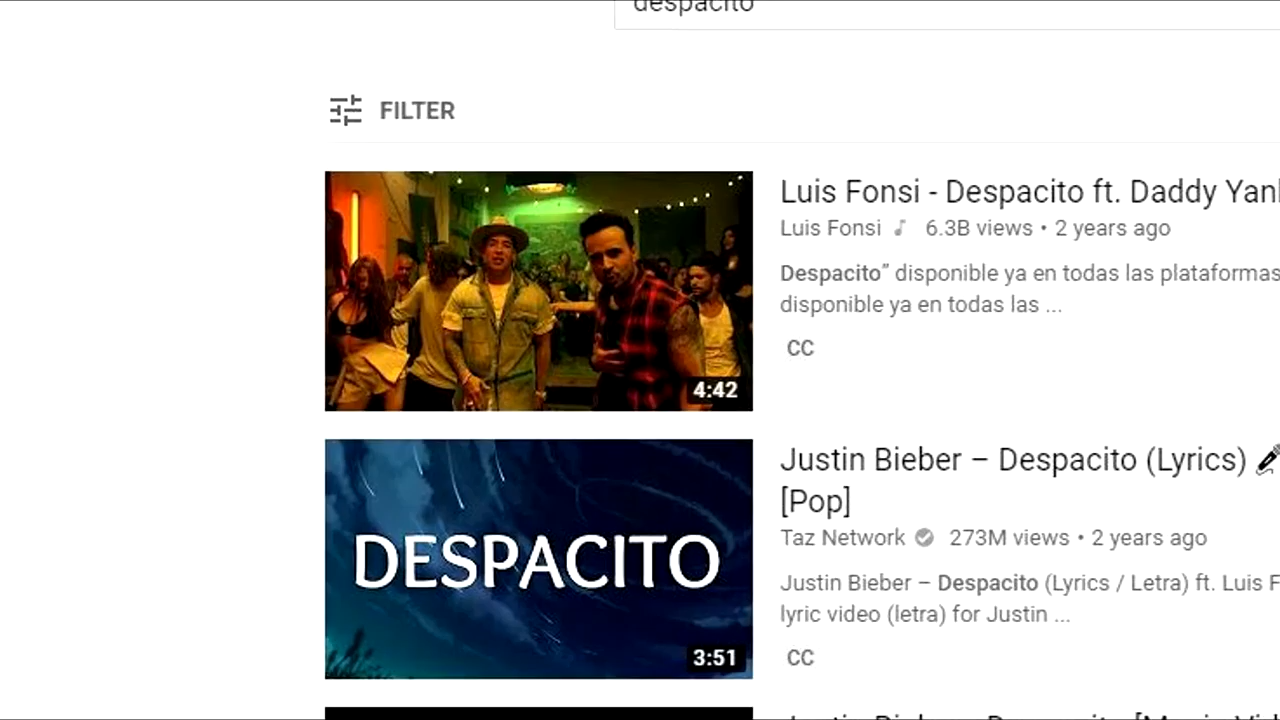 despacito
FILTER
Luis Fonsi - Despacito ft. Daddy
Luis Fonsi 6.3B views • 2 years ago
Despacito” disponible ya en todas las plataformas
disponible ya en todas las ...
CC
4:42
Justin Bieber – Despacito (Lyrics) 🎤
[Pop]
Taz Network 273M views • 2 years ago
DESPACITO
Justin Bieber – Despacito (Lyrics / Letra) ft. Luis
lyric video (letra) for Justin ...
3:51
CC